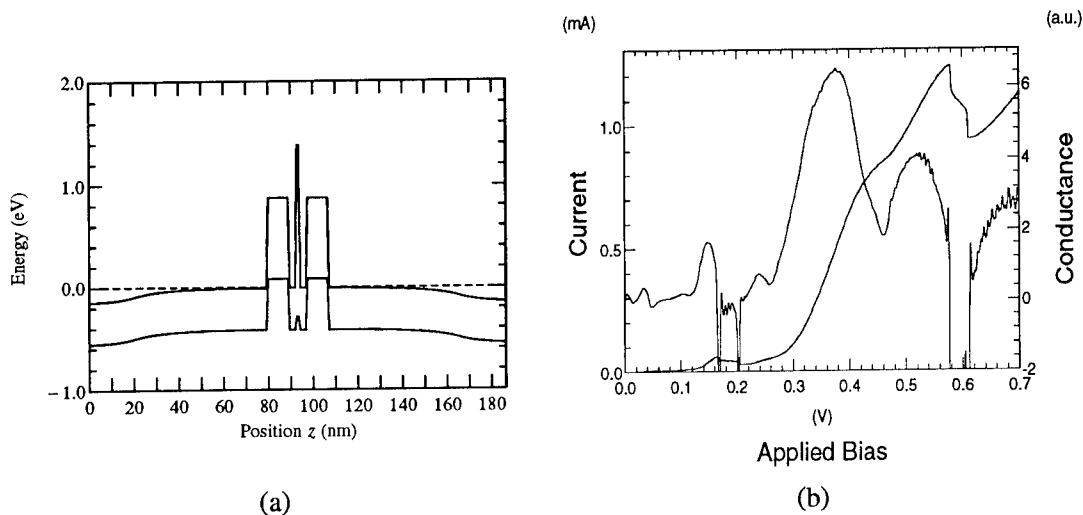 2.0
1.0
0.0
− 1.0
Energy (eV)
0 20 40 60 80 100 120 140 160 180
Position z (nm)
(a)
(mA)
(a.u.)
1.0
0.5
0.0
Current
6
4
2
0
-2
Conductance
0.0 0.1 0.2 0.3 0.4 0.5 0.6 0.7
(V)
Applied Bias
(b)